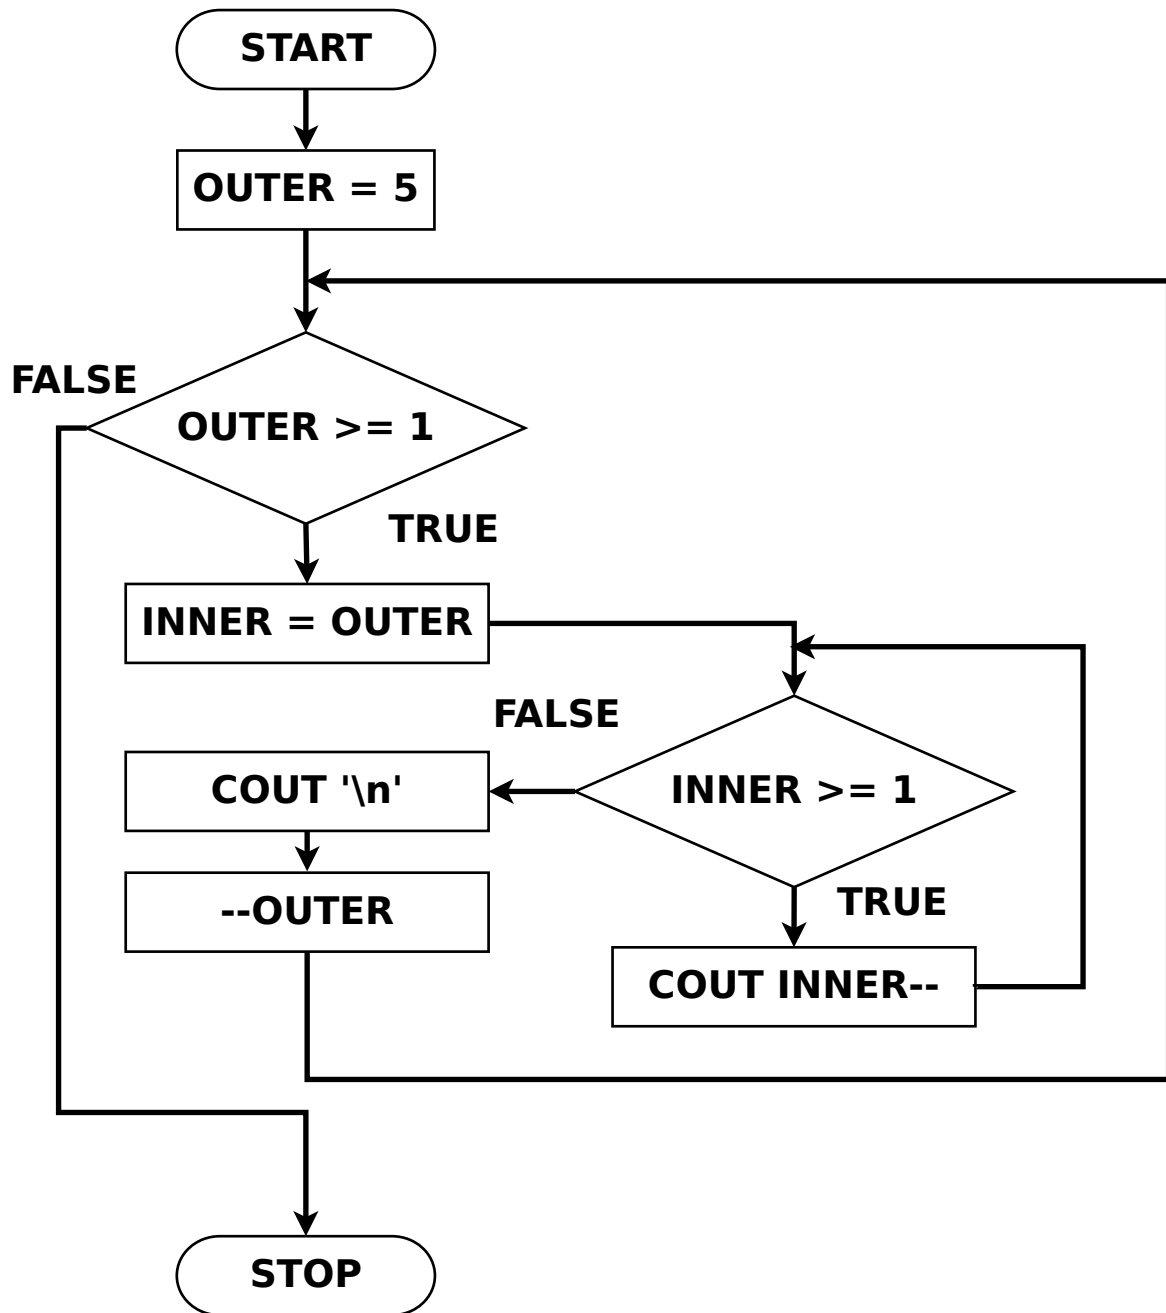 START
OUTER = 5
FALSE
OUTER >= 1
TRUE
INNER = OUTER
FALSE
COUT '\n'
INNER >= 1
--OUTER
TRUE
COUT INNER--
STOP